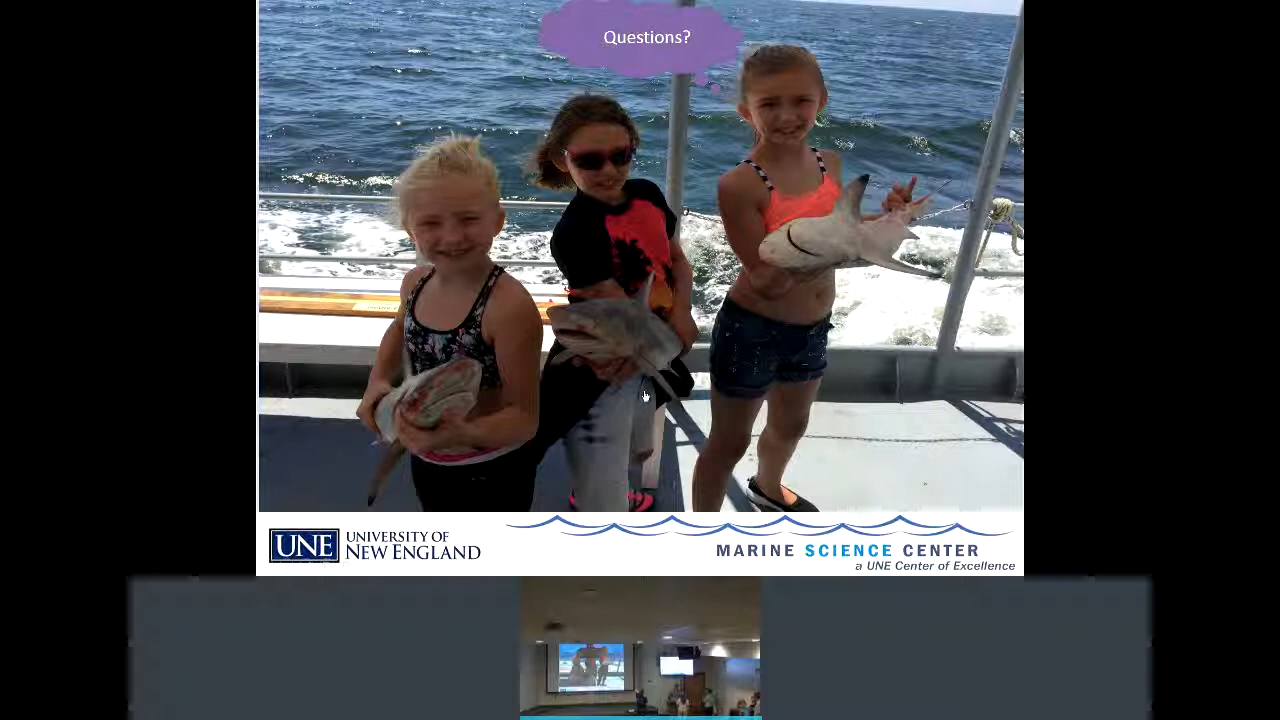 Questions?
UNE UNIVERSITY OF
NEW ENGLAND
MARINE SCIENCE CENTER
a UNE Center of Excellence